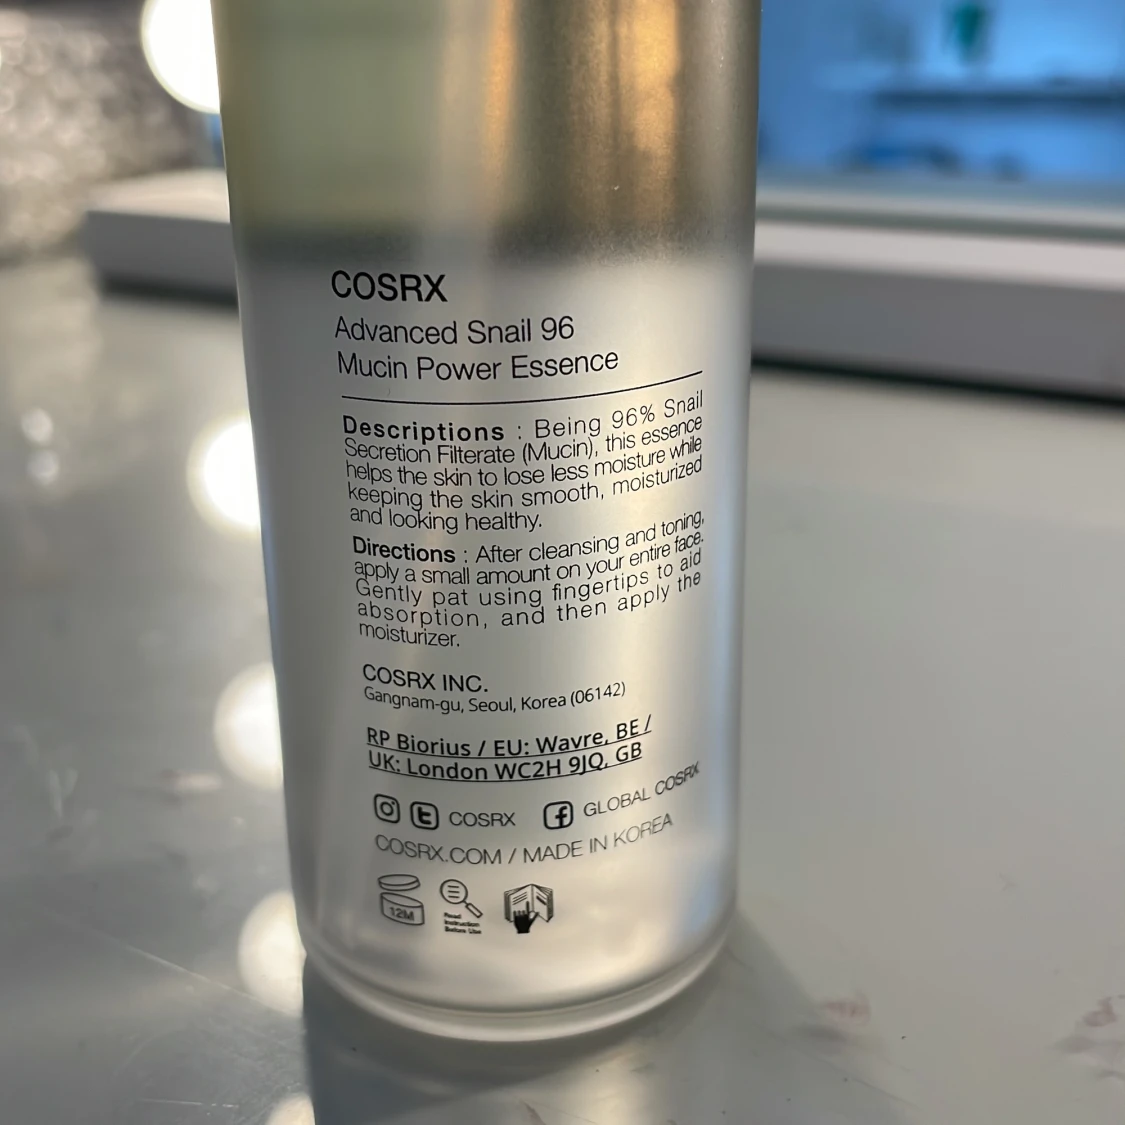 COSRX
Advanced Snail 96
Mucin Power Essence
Descriptions : Being 96% Snail
Secretion Filterate (Mucin), this essence
helps the skin to lose less moisture while
keeping the skin smooth, moisturized
and looking healthy.
Directions : After cleansing and toning,
apply a small amount on your entire face.
Gently pat using fingertips to aid
absorption, and then apply the
moisturizer.
COSRX INC.
Gangnam-gu, Seoul, Korea (06142)
RP Biorius / EU: Wavre, BE /
UK: London WC2H 9JQ, GB
COSRX GLOBAL COSRX
COSRX.COM / MADE IN KOREA
12M
Read
Instruction
Before Use